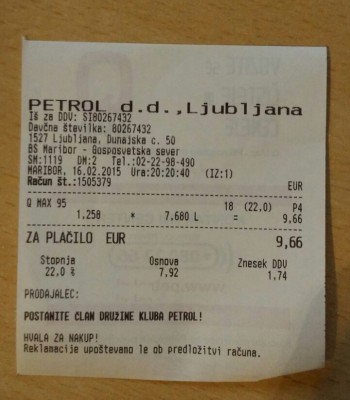 PETROL d.d.,Ljubljana
Iš za DDV: SI80267432
Davčna številka: 80267432
1527 Ljubljana, Dunajska c. 50
BS Maribor - Gosposvetska sever
SM:1119 DM:2 Tel.:02-22-98-490
MARIBOR, 16.02.2015 Ura:20:20:40 (IZ:1)
Račun št.:1505379
EUR
Q MAX 95 18 (22,0) P4
1,258 * 7,680 L = 9,66
ZA PLAČILO EUR 9,66
Stopnja Osnova Znesek DDV
22,0 % 7,92 1,74
PRODAJALEC:
POSTANITE ČLAN DRUŽINE KLUBA PETROL!
HVALA ZA NAKUP!
Reklamacije upoštevamo le ob predložitvi računa.